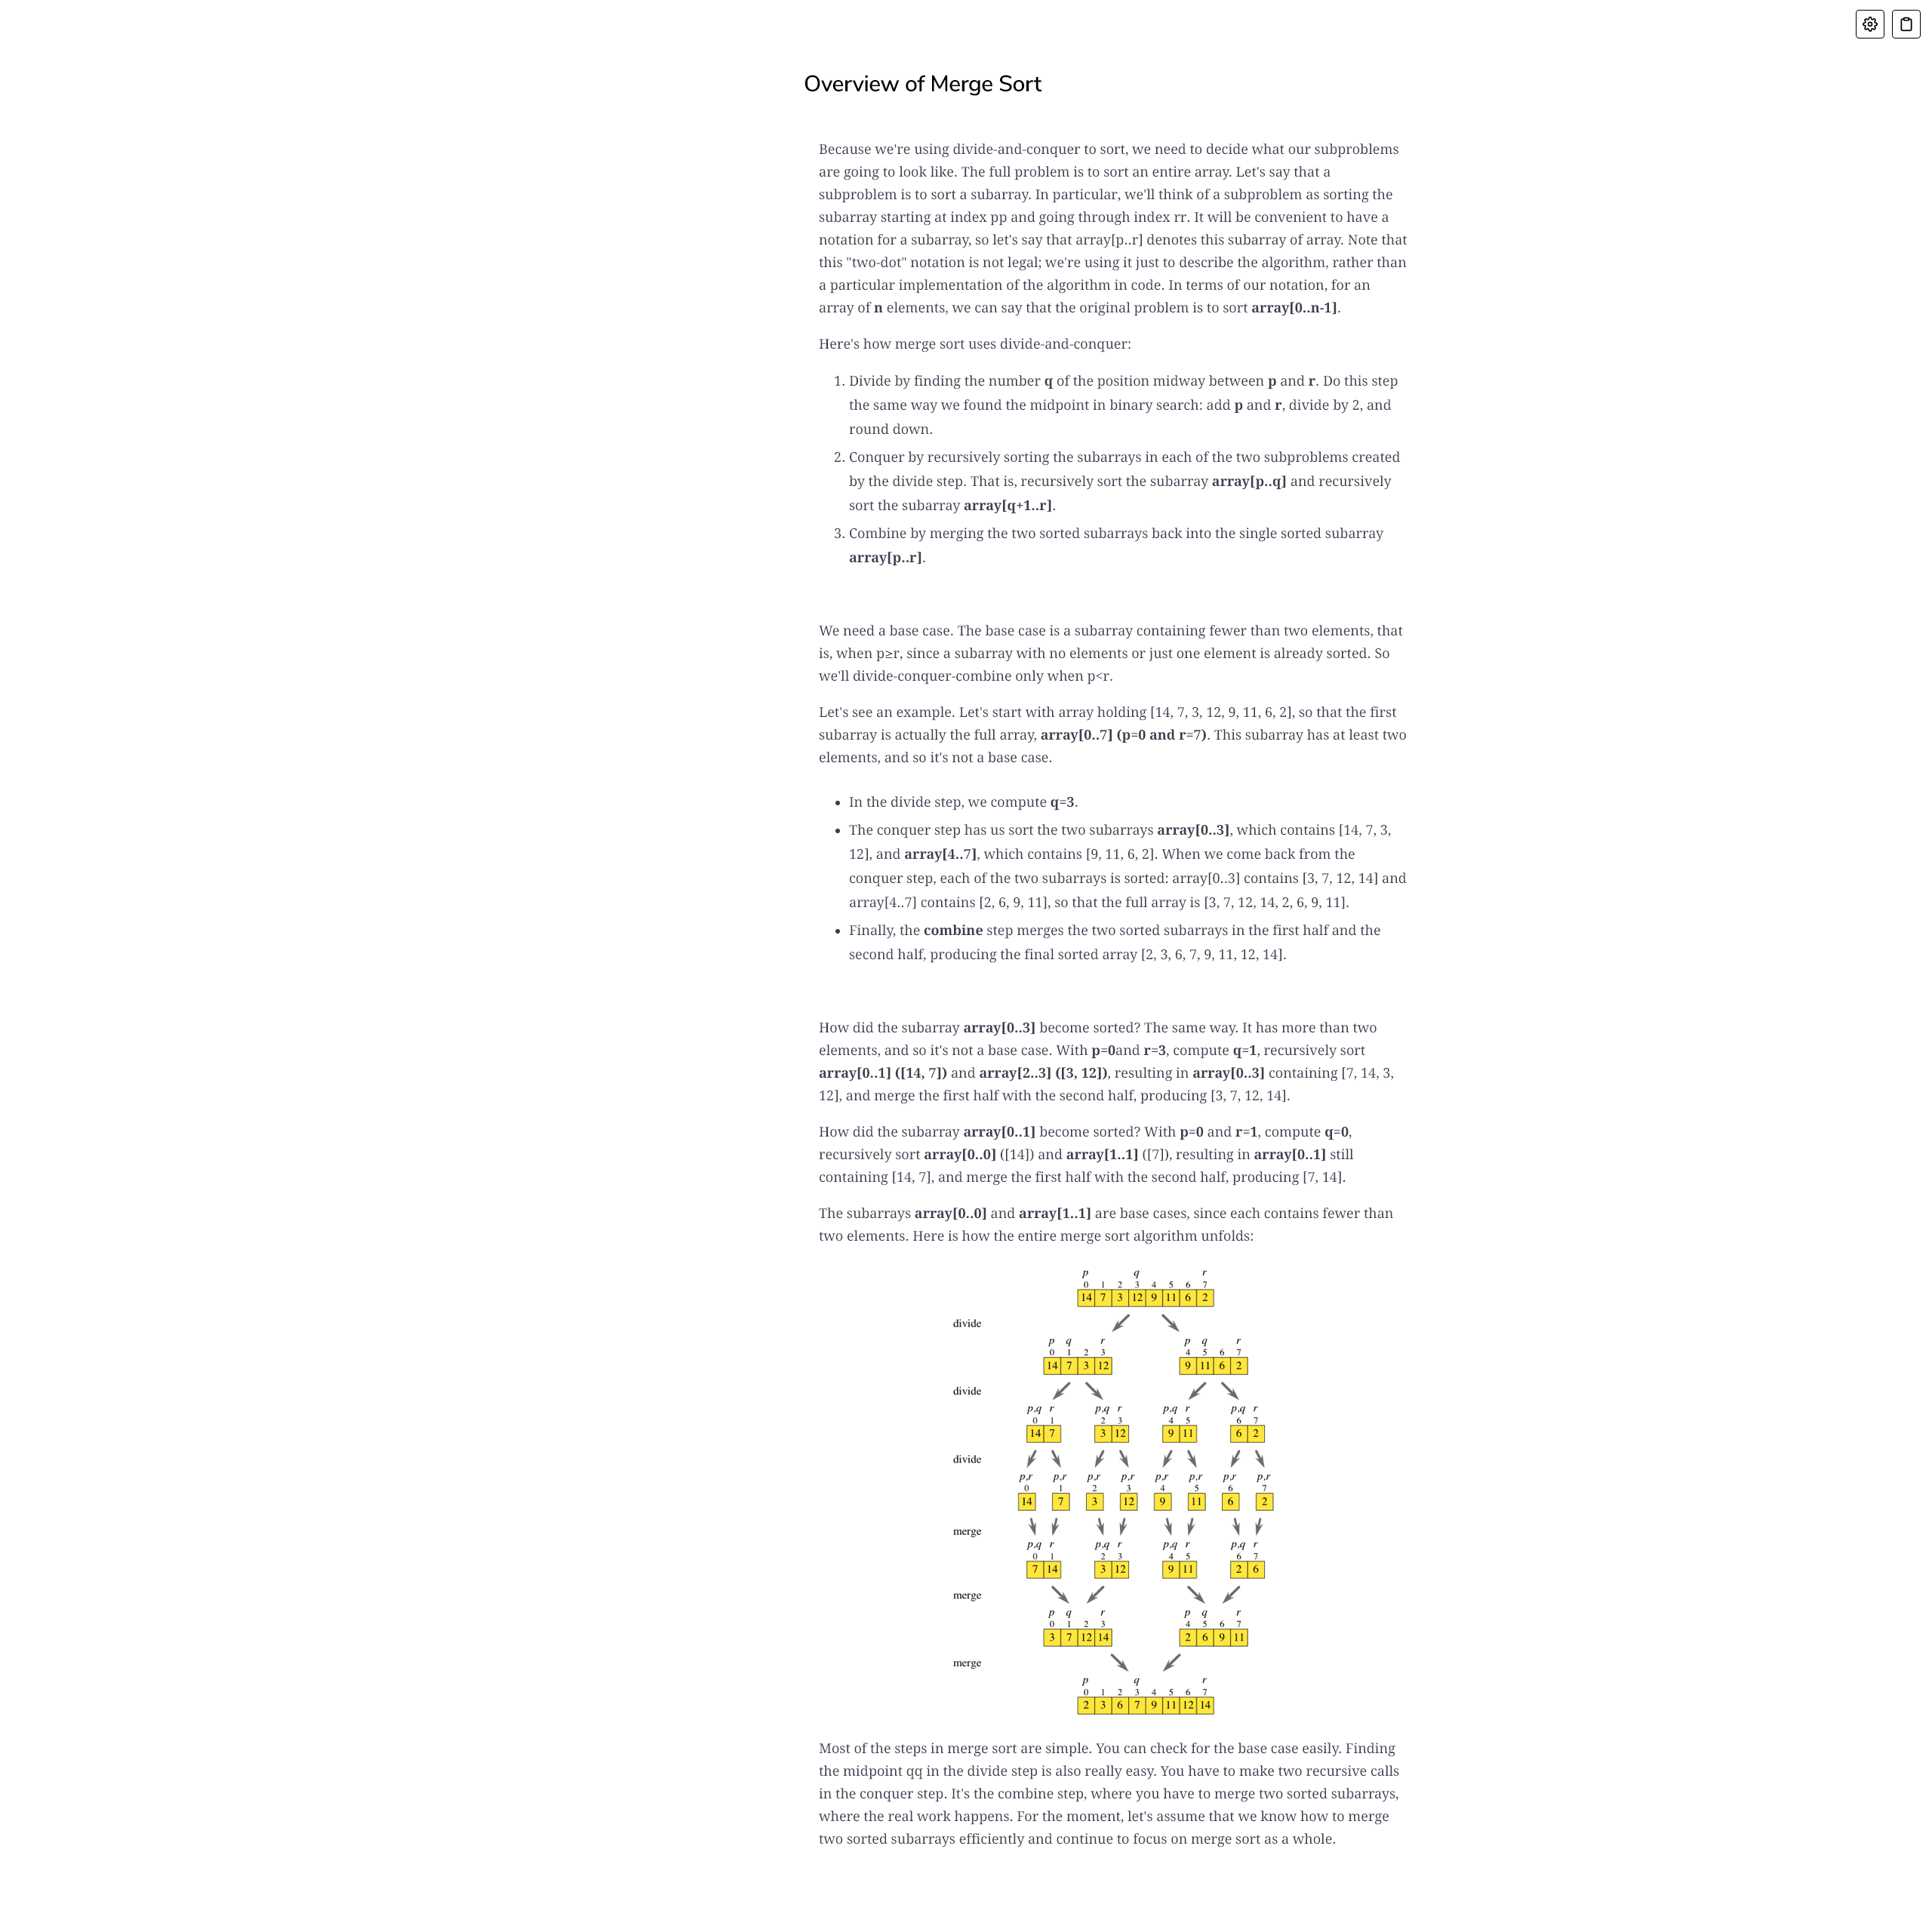 Overview of Merge Sort
Because we're using divide-and-conquer to sort, we need to decide what our subproblems
are going to look like. The full problem is to sort an entire array. Let's say that a
subproblem is to sort a subarray. In particular, we'll think of a subproblem as sorting the
subarray starting at index pp and going through index rr. It will be convenient to have a
notation for a subarray, so let's say that array[p..r] denotes this subarray of array. Note that
this "two-dot" notation is not legal; we're using it just to describe the algorithm, rather than
a particular implementation of the algorithm in code. In terms of our notation, for an
array of n elements, we can say that the original problem is to sort array[0..n-1].
Here's how merge sort uses divide-and-conquer:
1. Divide by finding the number q of the position midway between p and r. Do this step
the same way we found the midpoint in binary search: add p and r, divide by 2, and
round down.
2. Conquer by recursively sorting the subarrays in each of the two subproblems created
by the divide step. That is, recursively sort the subarray array[p..q] and recursively
sort the subarray array[q+1..r].
3. Combine by merging the two sorted subarrays back into the single sorted subarray
array[p..r].
We need a base case. The base case is a subarray containing fewer than two elements, that
is, when p≥r, since a subarray with no elements or just one element is already sorted. So
we'll divide-conquer-combine only when p<r.
Let's see an example. Let's start with array holding [14, 7, 3, 12, 9, 11, 6, 2], so that the first
subarray is actually the full array, array[0..7] (p=0 and r=7). This subarray has at least two
elements, and so it's not a base case.
• In the divide step, we compute q=3.
• The conquer step has us sort the two subarrays array[0..3], which contains [14, 7, 3,
12], and array[4..7], which contains [9, 11, 6, 2]. When we come back from the
conquer step, each of the two subarrays is sorted: array[0..3] contains [3, 7, 12, 14] and
array[4..7] contains [2, 6, 9, 11], so that the full array is [3, 7, 12, 14, 2, 6, 9, 11].
• Finally, the combine step merges the two sorted subarrays in the first half and the
second half, producing the final sorted array [2, 3, 6, 7, 9, 11, 12, 14].
How did the subarray array[0..3] become sorted? The same way. It has more than two
elements, and so it's not a base case. With p=0and r=3, compute q=1, recursively sort
array[0..1] ([14, 7]) and array[2..3] ([3, 12]), resulting in array[0..3] containing [7, 14, 3,
12], and merge the first half with the second half, producing [3, 7, 12, 14].
How did the subarray array[0..1] become sorted? With p=0 and r=1, compute q=0,
recursively sort array[0..0] ([14]) and array[1..1] ([7]), resulting in array[0..1] still
containing [14, 7], and merge the first half with the second half, producing [7, 14].
The subarrays array[0..0] and array[1..1] are base cases, since each contains fewer than
two elements. Here is how the entire merge sort algorithm unfolds:
p q r
0 1 2 3 4 5 6 7
14 7 3 12 9 11 6 2
divide
p q r p q r
0 1 2 3 4 5 6 7
14 7 3 12 9 11 6 2
divide
p,q r p,q r p,q r p,q r
0 1 2 3 4 5 6 7
14 7 3 12 9 11 6 2
divide
p,r p,r p,r p,r p,r p,r p,r p,r
0 1 2 3 4 5 6 7
14 7 3 12 9 11 6 2
merge
p,q r p,q r p,q r p,q r
0 1 2 3 4 5 6 7
7 14 3 12 9 11 2 6
merge
p q r p q r
0 1 2 3 4 5 6 7
3 7 12 14 2 6 9 11
merge
p q r
0 1 2 3 4 5 6 7
2 3 6 7 9 11 12 14
Most of the steps in merge sort are simple. You can check for the base case easily. Finding
the midpoint qq in the divide step is also really easy. You have to make two recursive calls
in the conquer step. It's the combine step, where you have to merge two sorted subarrays,
where the real work happens. For the moment, let's assume that we know how to merge
two sorted subarrays efficiently and continue to focus on merge sort as a whole.